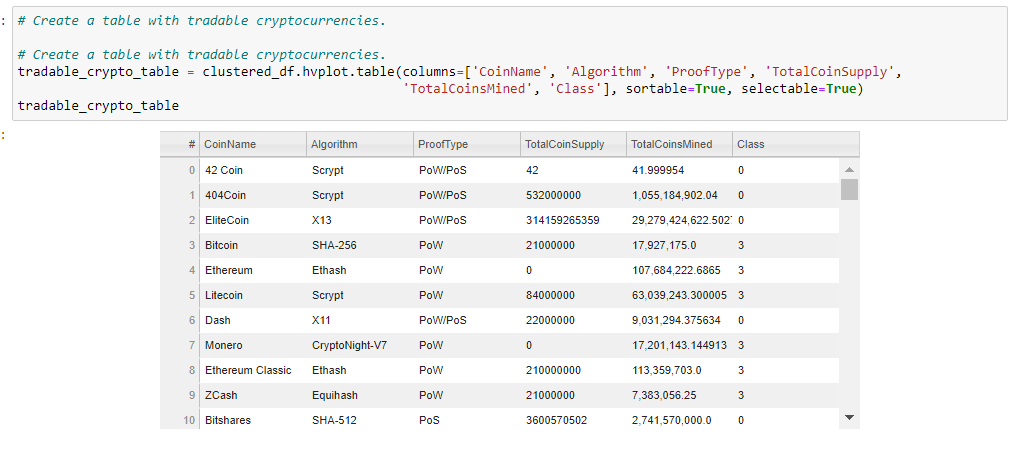 : # Create a table with tradable cryptocurrencies.
# Create a table with tradable cryptocurrencies.
tradable_crypto_table = clustered_df.hvplot.table(columns=['CoinName', 'Algorithm', 'ProofType', 'TotalCoinSupply',
'TotalCoinsMined', 'Class'], sortable=True, selectable=True)
tradable_crypto_table
:
# CoinName Algorithm ProofType TotalCoinSupply TotalCoinsMined Class
0 42 Coin Scrypt PoW/PoS 42 41.999954 0
1 404Coin Scrypt PoW/PoS 532000000 1,055,184,902.04 0
2 EliteCoin X13 PoW/PoS 314159265359 29,279,424,622.502 0
3 Bitcoin SHA-256 PoW 21000000 17,927,175.0 3
4 Ethereum Ethash PoW 0 107,684,222.6865 3
5 Litecoin Scrypt PoW 84000000 63,039,243.300005 3
6 Dash X11 PoW/PoS 22000000 9,031,294.375634 0
7 Monero CryptoNight-V7 PoW 0 17,201,143.144913 3
8 Ethereum Classic Ethash PoW 210000000 113,359,703.0 3
9 ZCash Equihash PoW 21000000 7,383,056.25 3
10 Bitshares SHA-512 PoS 3600570502 2,741,570,000.0 0